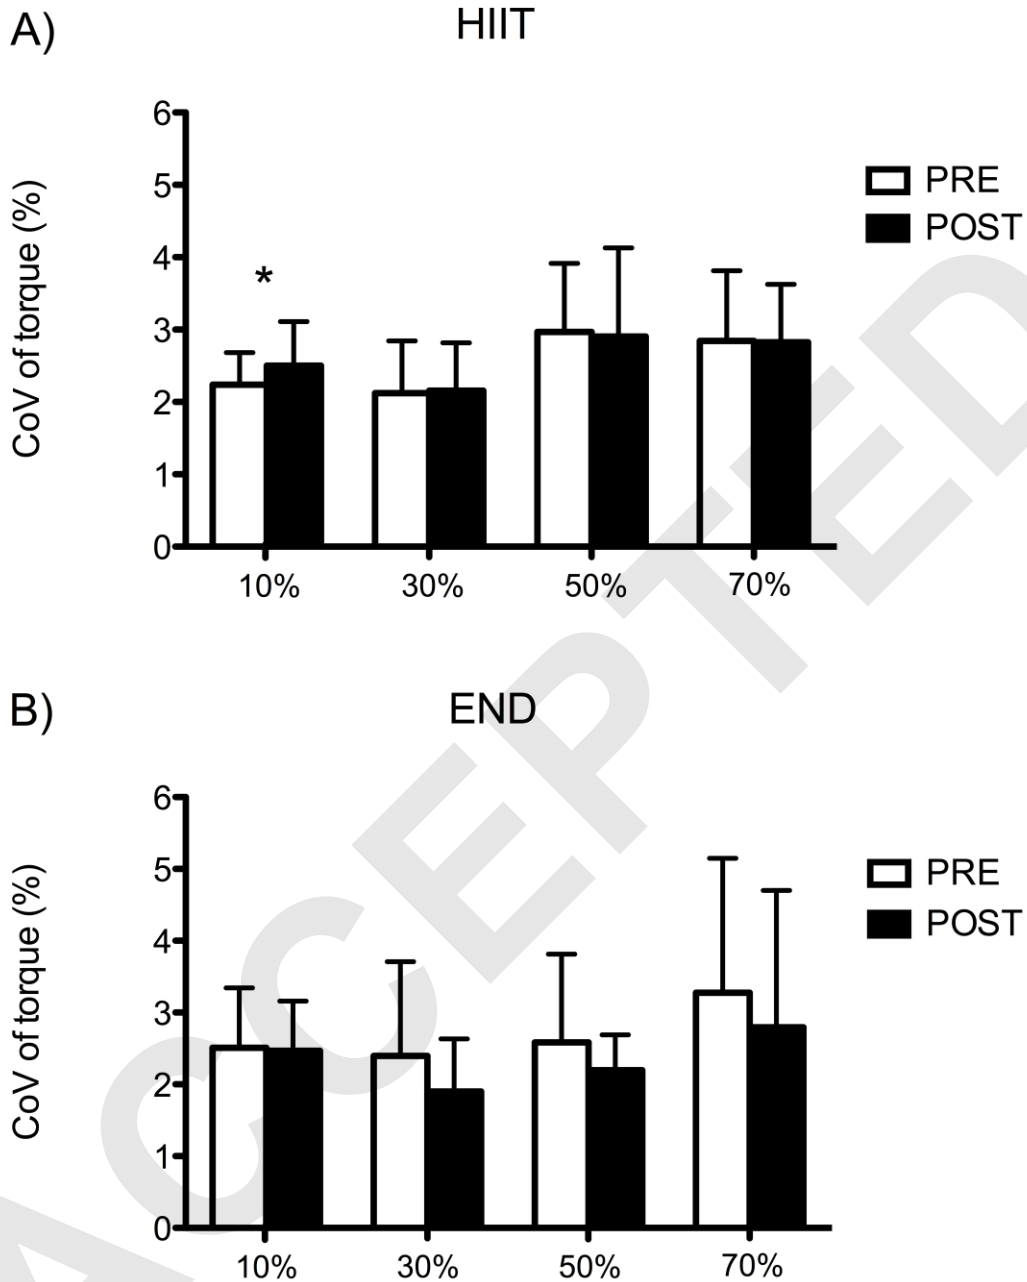 A)
HIIT
6
5
4
3
2
1
0
CoV of torque (%)
*
PRE
POST
10% 30% 50% 70%
B)
END
6
5
4
3
2
1
0
CoV of torque (%)
PRE
POST
10% 30% 50% 70%
ACCEPTED